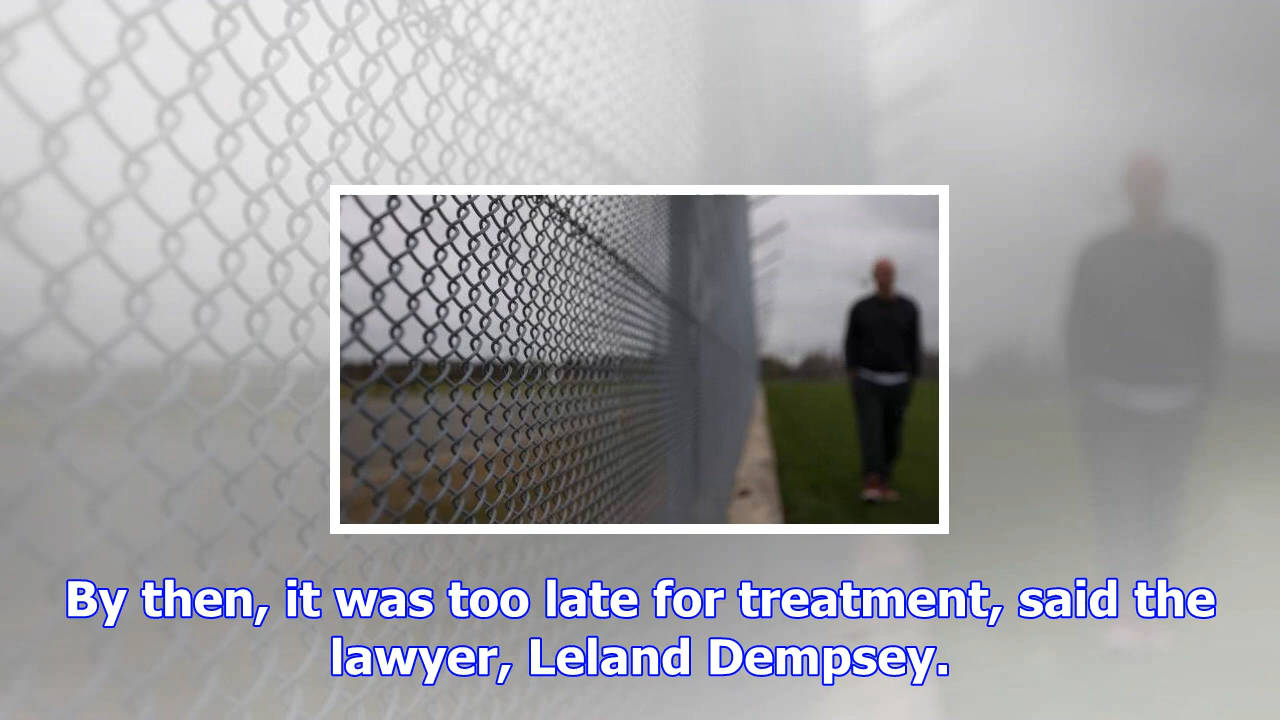 By then, it was too late for treatment, said the
lawyer, Leland Dempsey.